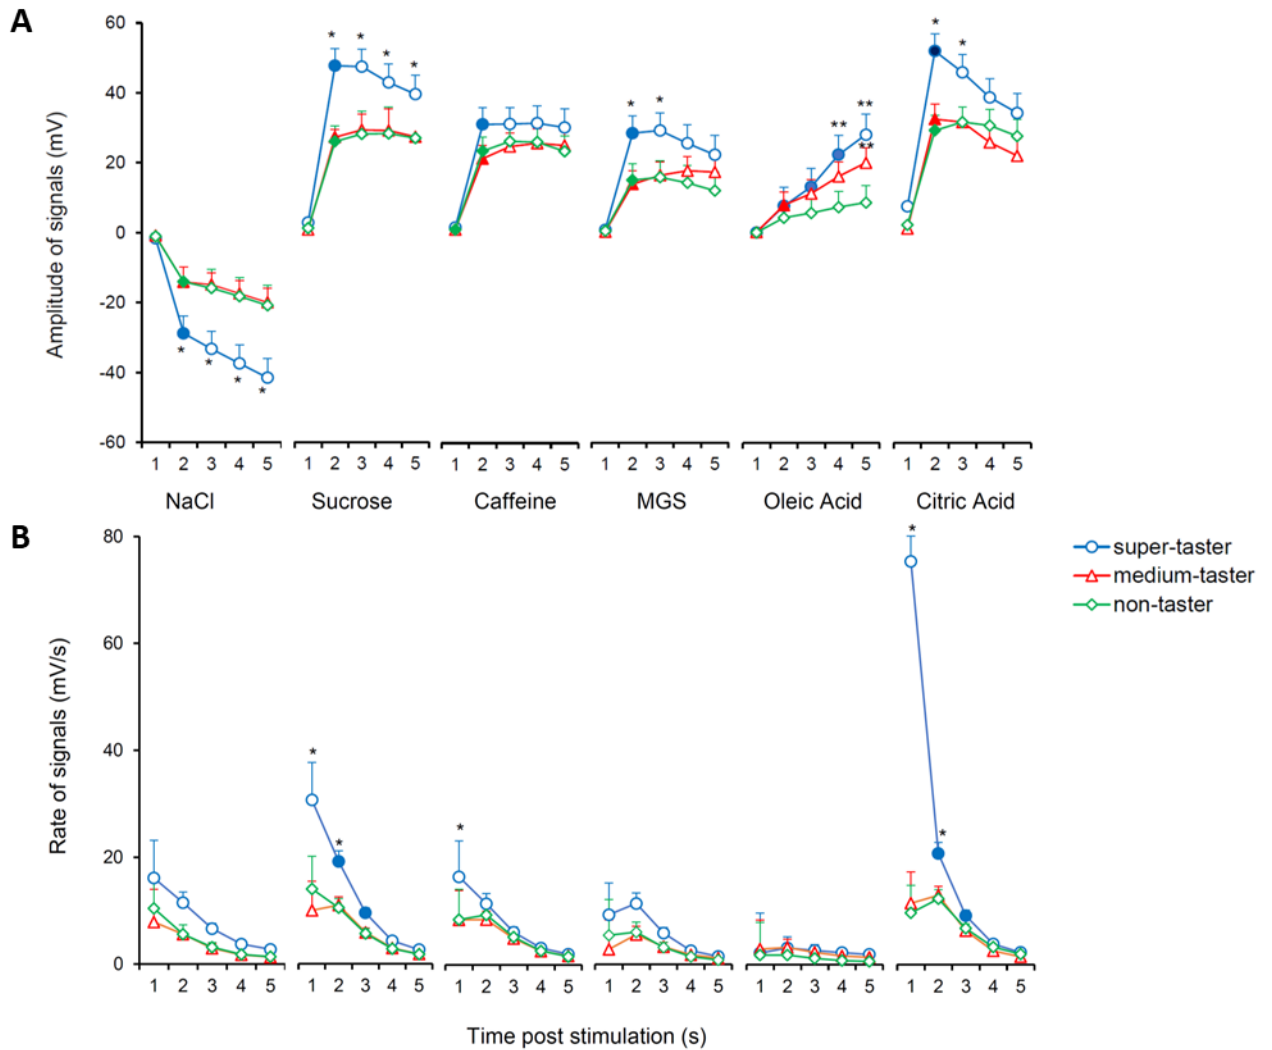 A
Amplitude of signals (mV)
60
40
20
0
-20
-40
-60
* * * *
* * * *
* *
** ** **
* *
1 2 3 4 5 1 2 3 4 5 1 2 3 4 5 1 2 3 4 5 1 2 3 4 5 1 2 3 4 5
NaCl Sucrose Caffeine MGS Oleic Acid Citric Acid
B
Rate of signals (mV/s)
80
60
40
20
0
* *
*
* *
super-taster
medium-taster
non-taster
1 2 3 4 5 1 2 3 4 5 1 2 3 4 5 1 2 3 4 5 1 2 3 4 5 1 2 3 4 5
Time post stimulation (s)